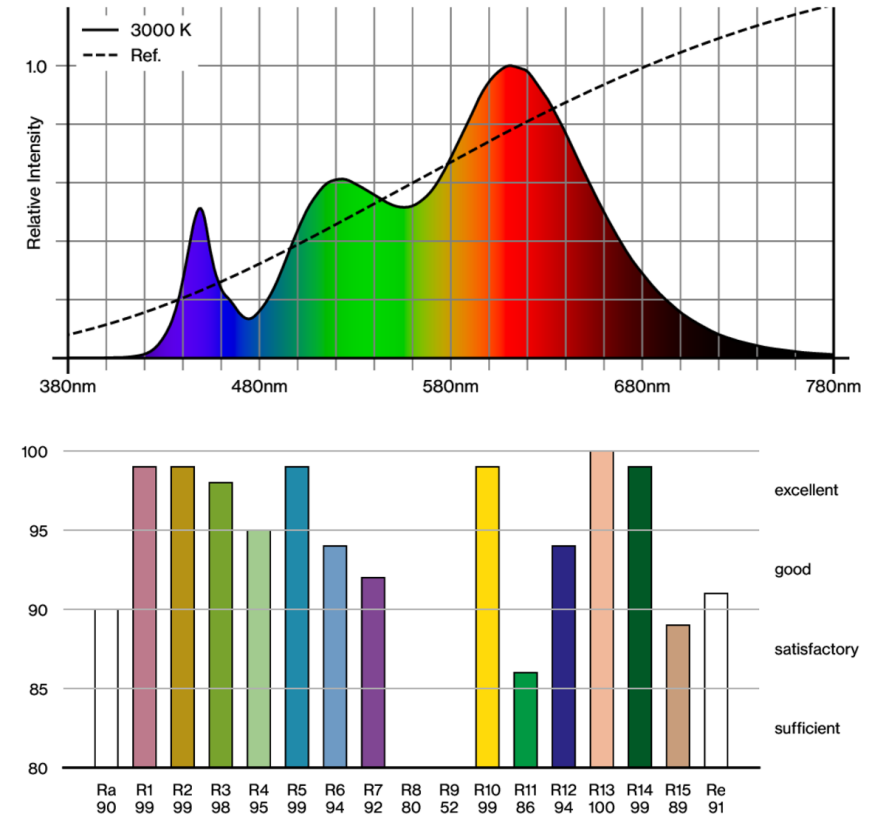 3000 K
Ref.
1.0
Relative Intensity
380nm 480nm 580nm 680nm 780nm
100
excellent
95
good
90
satisfactory
85
sufficient
80
Ra R1 R2 R3 R4 R5 R6 R7 R8 R9 R10 R11 R12 R13 R14 R15 Re
90 99 99 98 95 99 94 92 80 52 99 86 94 100 99 89 91